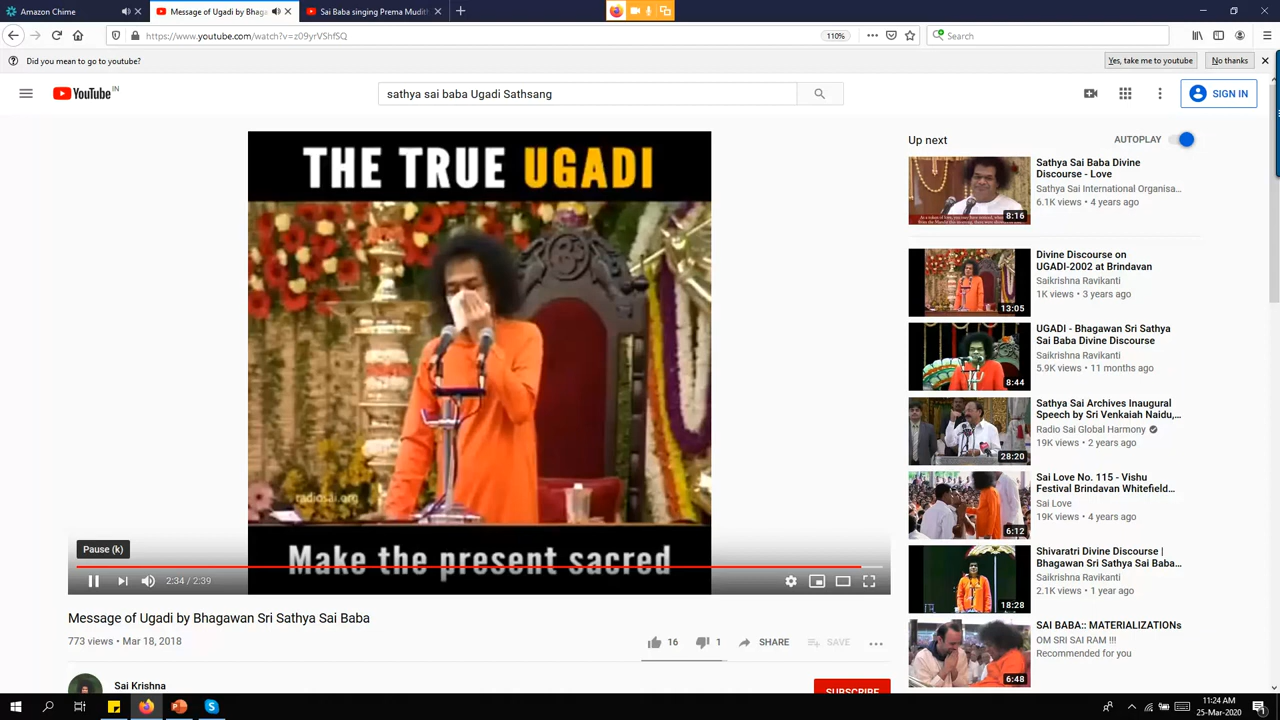 Amazon Chime
Message of Ugadi by Bhaga
Sai Baba singing Prema Mudith
https://www.youtube.com/watch?v=z09yrVShfSQ
110%
Search
Did you mean to go to youtube?
Yes, take me to youtube
No thanks
YouTube IN
sathya sai baba Ugadi Sathsang
SIGN IN
THE TRUE UGADI
radiosai.org
Make the present sacred
Pause (k)
2:34 / 2:39
Message of Ugadi by Bhagawan Sri Sathya Sai Baba
773 views • Mar 18, 2018
16
1
SHARE
SAVE
Sai Krishna
SUBSCRIBE
Up next
AUTOPLAY
Sathya Sai Baba Divine
Discourse - Love
Sathya Sai International Organisa...
6.1K views • 4 years ago
8:16
Divine Discourse on
UGADI-2002 at Brindavan
Saikrishna Ravikanti
1K views • 3 years ago
13:05
UGADI - Bhagawan Sri Sathya
Sai Baba Divine Discourse
Saikrishna Ravikanti
5.9K views • 11 months ago
8:44
Sathya Sai Archives Inaugural
Speech by Sri Venkaiah Naidu,...
Radio Sai Global Harmony
19K views • 2 years ago
28:20
Sai Love No. 115 - Vishu
Festival Brindavan Whitefield...
Sai Love
19K views • 4 years ago
6:12
Shivaratri Divine Discourse |
Bhagawan Sri Sathya Sai Baba...
Saikrishna Ravikanti
2.1K views • 1 year ago
18:28
SAI BABA:: MATERIALIZATIONs
OM SRI SAI RAM !!!
Recommended for you
6:48
11:24 AM
25-Mar-2020
1